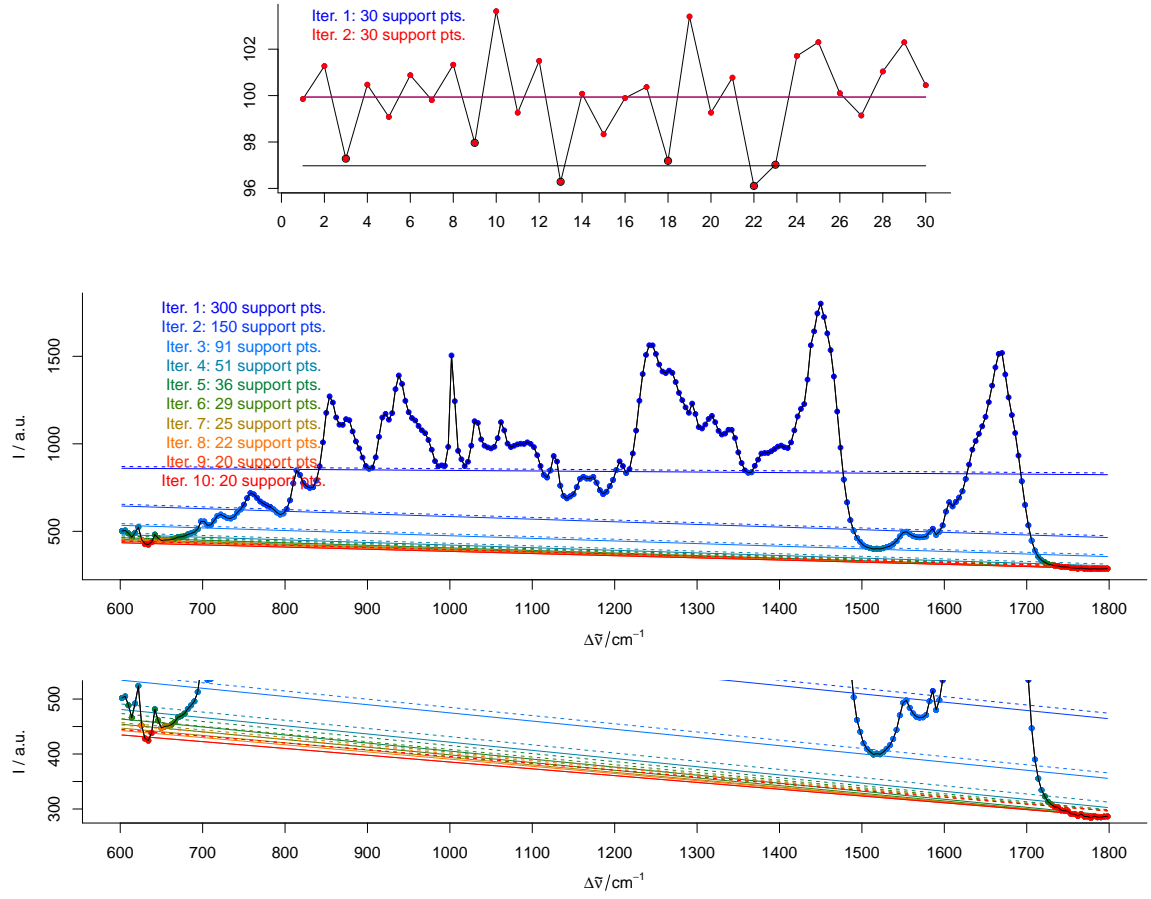 Iter. 1: 30 support pts.
Iter. 2: 30 support pts.
102
100
98
96
0 2 4 6 8 10 12 14 16 18 20 22 24 26 28 30
Iter. 1: 300 support pts.
Iter. 2: 150 support pts.
Iter. 3: 91 support pts.
Iter. 4: 51 support pts.
Iter. 5: 36 support pts.
Iter. 6: 29 support pts.
Iter. 7: 25 support pts.
Iter. 8: 22 support pts.
Iter. 9: 20 support pts.
Iter. 10: 20 support pts.
I / a.u.
1500
1000
500
600 700 800 900 1000 1100 1200 1300 1400 1500 1600 1700 1800
Δν̃/cm⁻¹
I / a.u.
500
400
300
600 700 800 900 1000 1100 1200 1300 1400 1500 1600 1700 1800
Δν̃/cm⁻¹